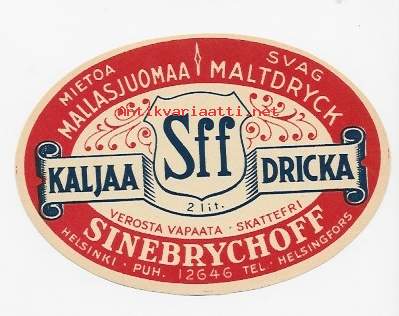 MIETOA SVAG
MALLASJUOMAA MALTDRYCK
antikvariaatti.net
Sff
KALJAA DRICKA
2 lit.
VEROSTA VAPAATA · SKATTEFRI
SINEBRYCHOFF
HELSINKI · PUH. 12646 TEL · HELSINGFORS